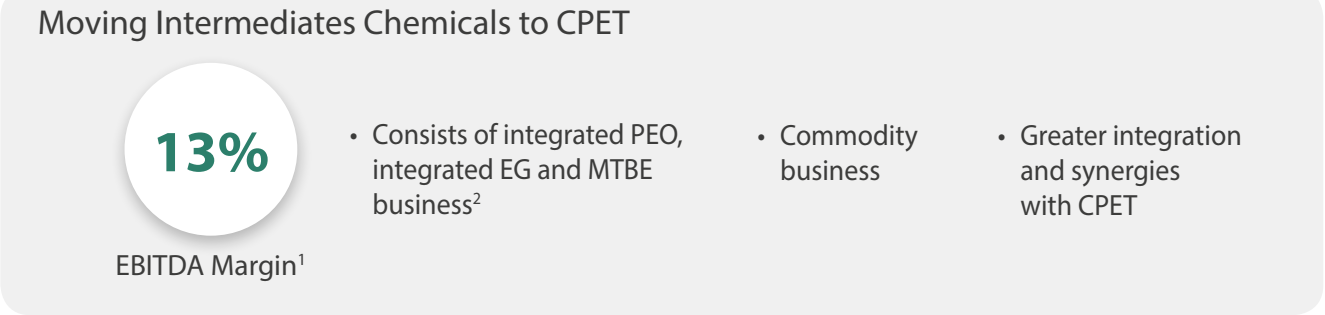 Moving Intermediates Chemicals to CPET
13%
EBITDA Margin1
• Consists of integrated PEO,
integrated EG and MTBE
business2
• Commodity
business
• Greater integration
and synergies
with CPET